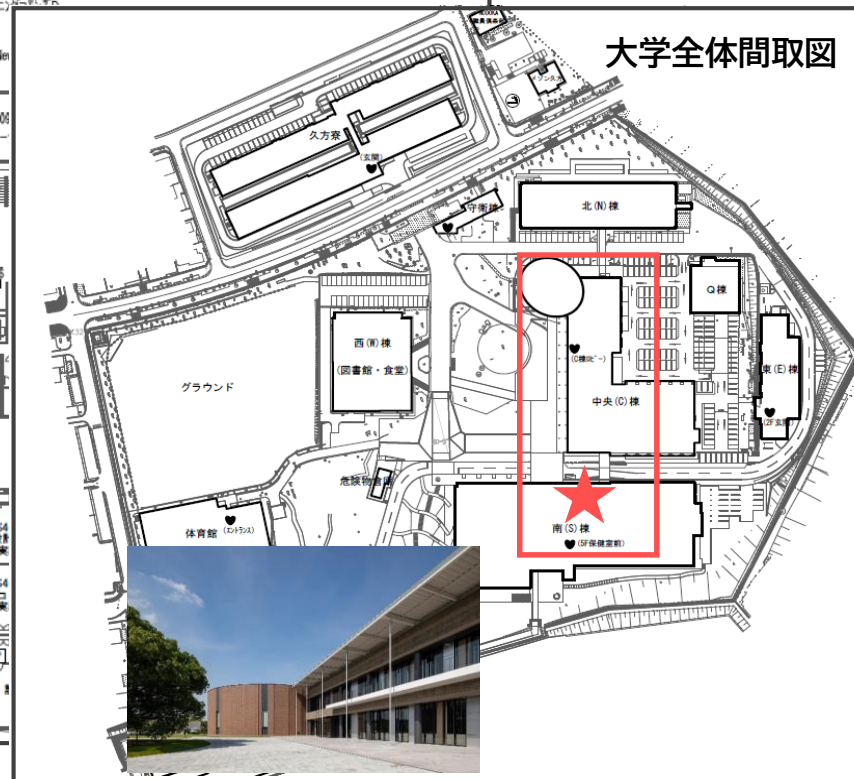 大学全体間取図
久方寮
(玄関)
守衛棟
北(N)棟
Q棟
西(W)棟
(図書館・食堂)
(C棟ﾛﾋﾞｰ)
東(E)棟
グラウンド
中央(C)棟
(2F玄関)
危険物倉庫
南(S)棟
体育館
(ｴﾝﾄﾗﾝｽ)
(5F保健室前)